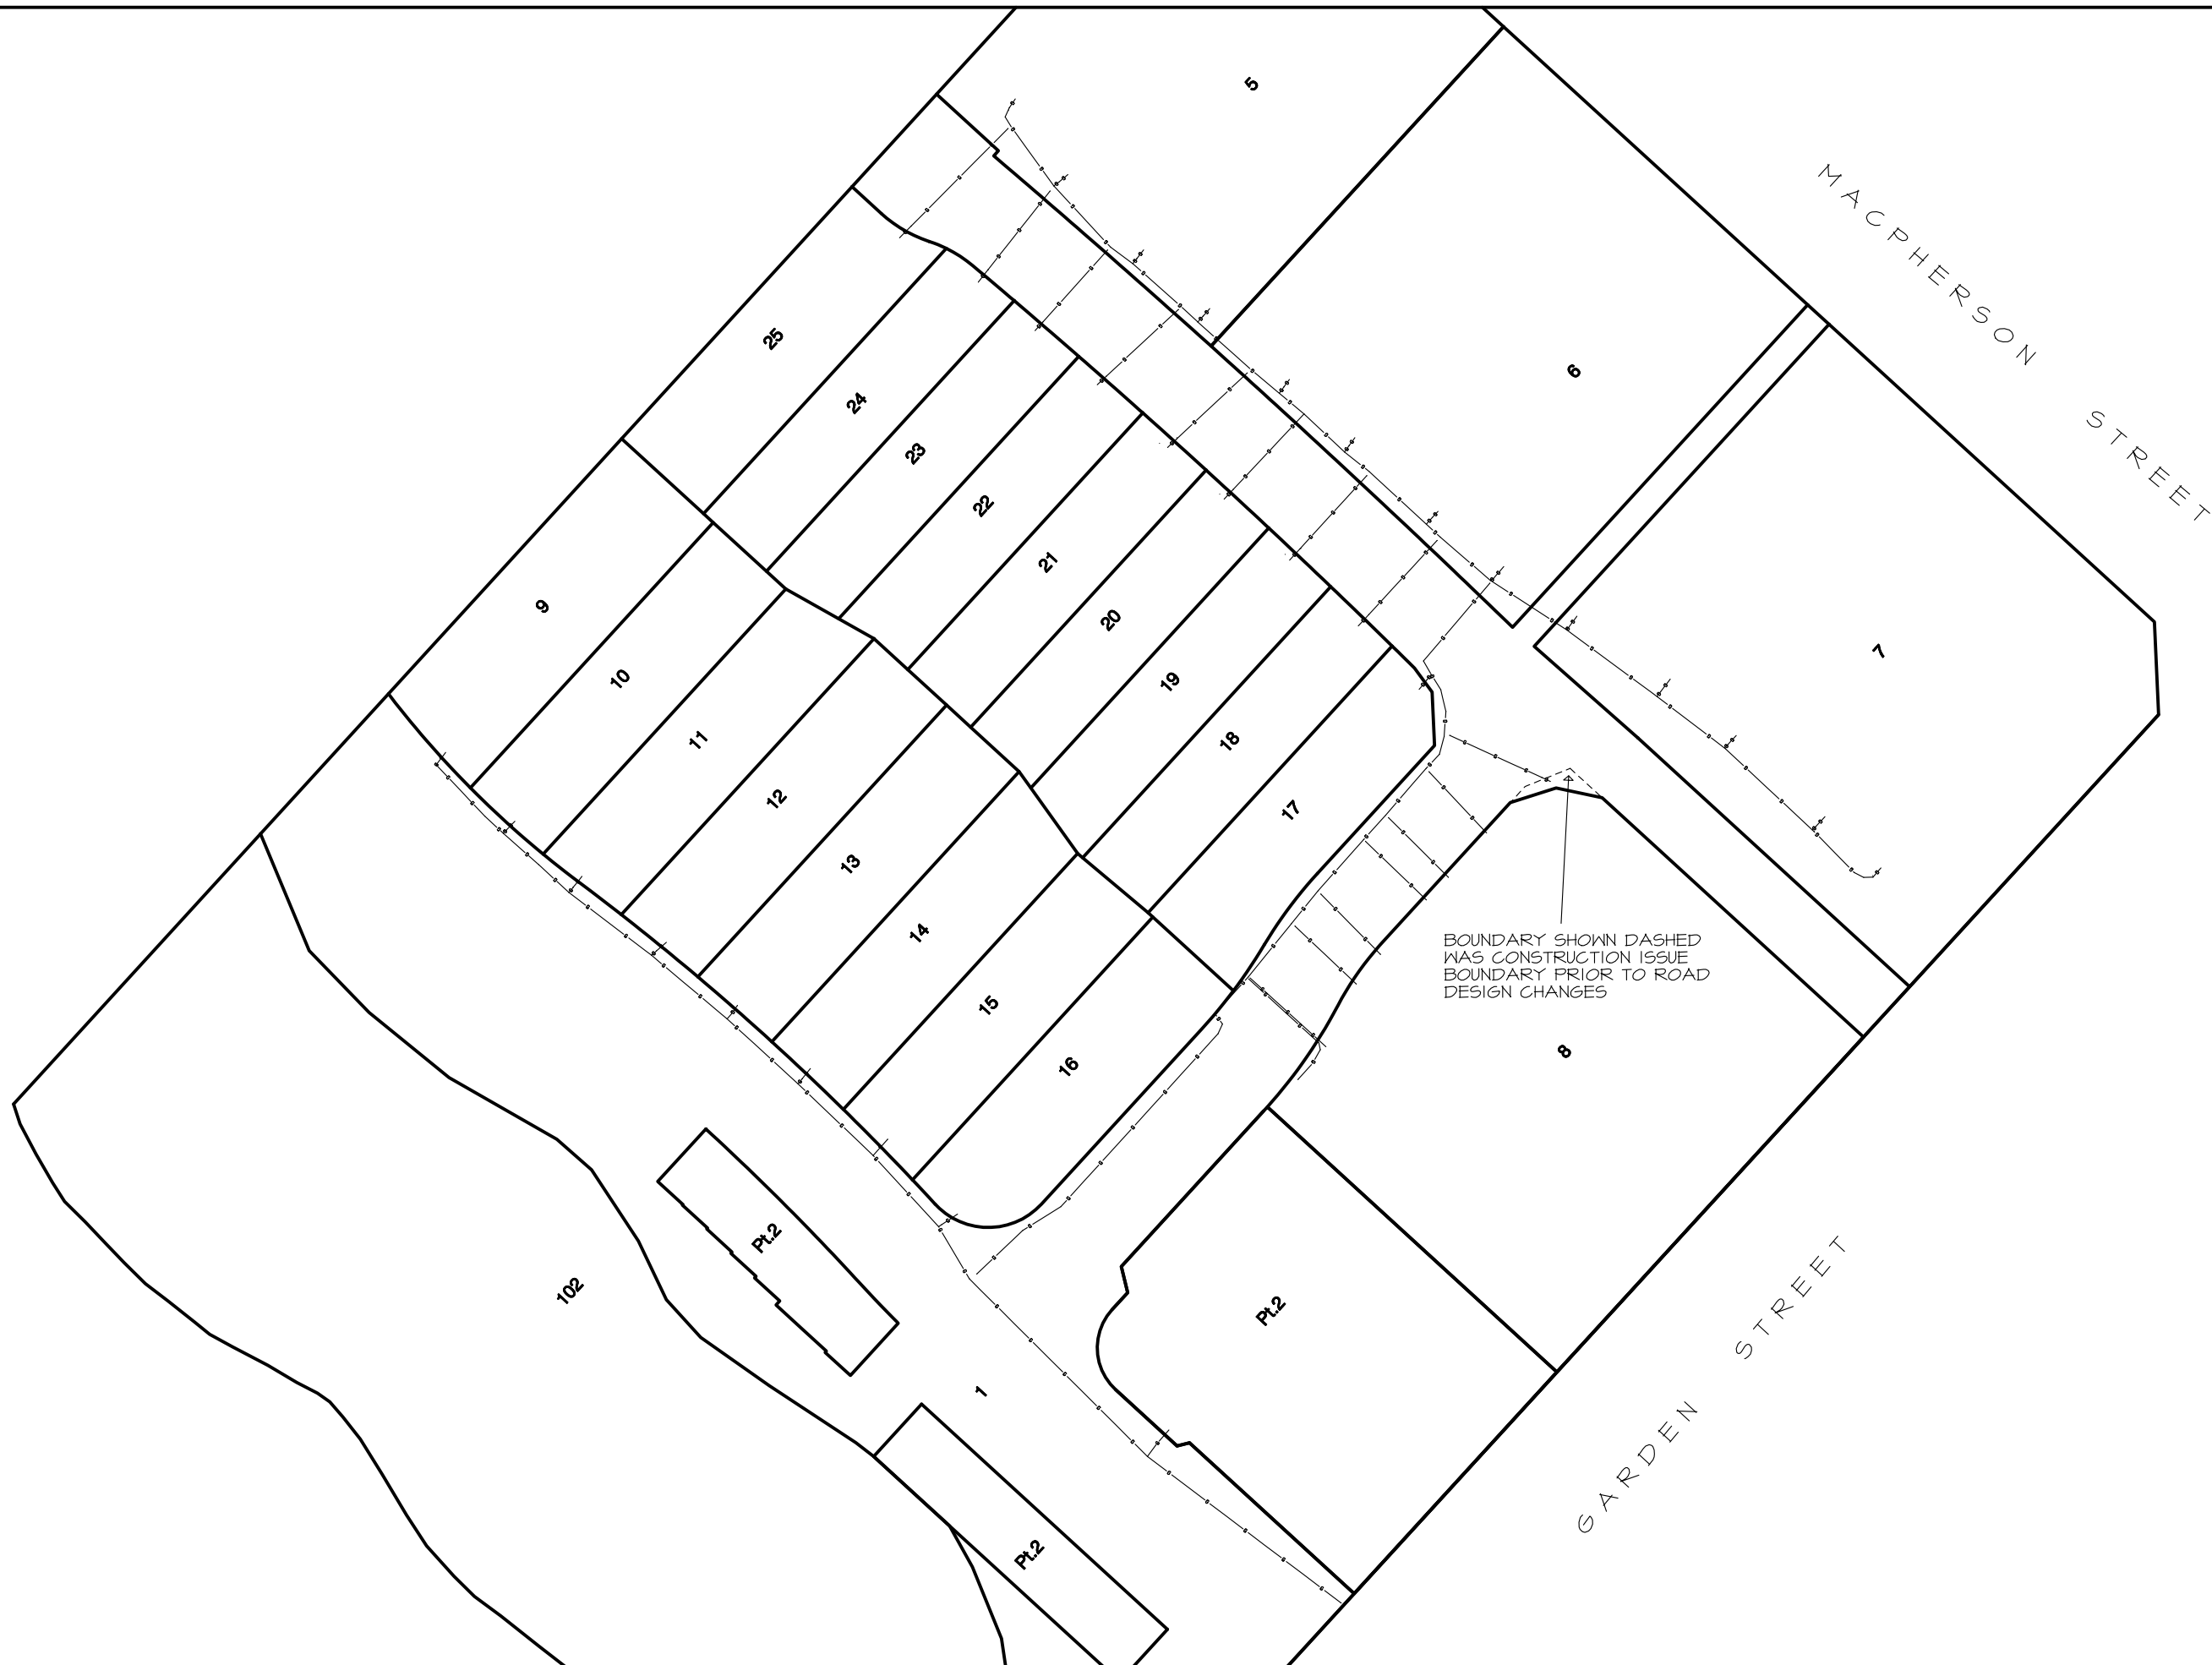 5
MACPHERSON STREET
6
25
24
23
22
21
20
19
18
17
7
9
10
11
12
13
14
15
16
BOUNDARY SHOWN DASHED
WAS CONSTRUCTION ISSUE
BOUNDARY PRIOR TO ROAD
DESIGN CHANGES
8
Pt.2
102
Pt.2
1
GARDEN STREET
Pt.2